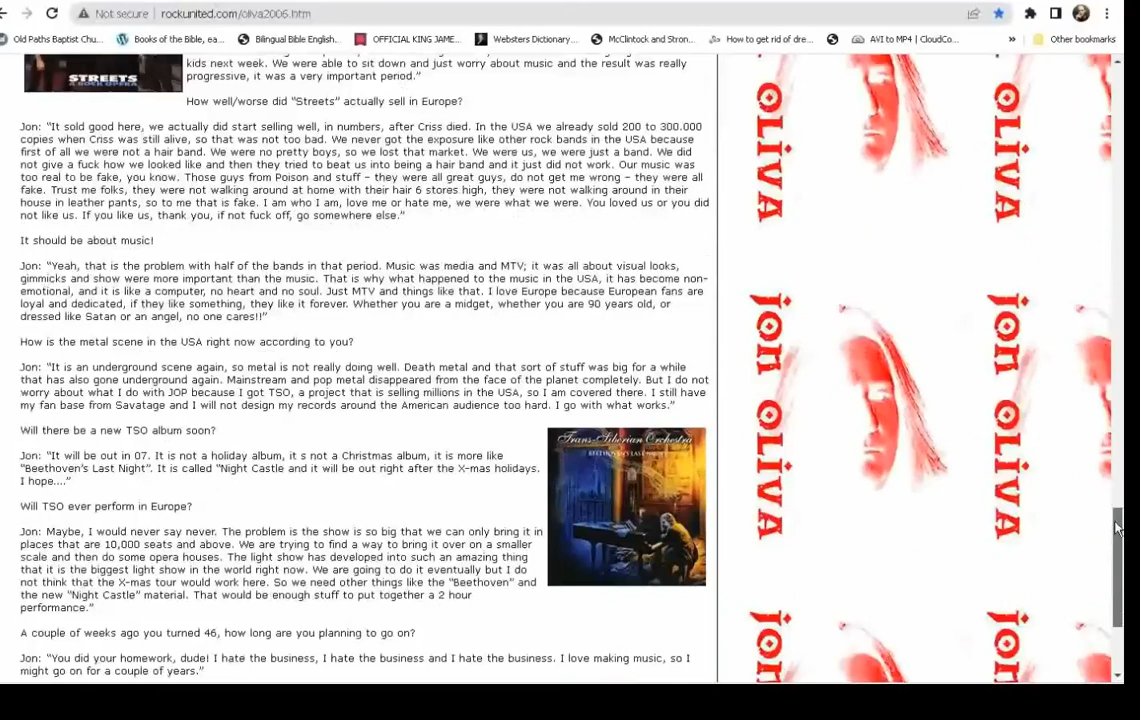 Not secure | rockunited.com/oliva2006.htm
Old Paths Baptist Chu... Books of the Bible, ea... Bilingual Bible English... OFFICIAL KING JAME... Websters Dictionary... McClintock and Stron... How to get rid of dre... AVI to MP4 | CloudCo... » Other bookmarks
STREETS
A ROCK OPERA
kids next week. We were able to sit down and just worry about music and the result was really
progressive, it was a very important period.”
How well/worse did “Streets” actually sell in Europe?
Jon: “It sold good here, we actually did start selling well, in numbers, after Criss died. In the USA we already sold 200 to 300.000
copies when Criss was still alive, so that was not too bad. We never got the exposure like other rock bands in the USA because
first of all we were not a hair band. We were no pretty boys, so we lost that market. We were us, we were just a band. We did
not give a fuck how we looked like and then they tried to beat us into being a hair band and it just did not work. Our music was
too real to be fake, you know. Those guys from Poison and stuff – they were all great guys, do not get me wrong – they were all
fake. Trust me folks, they were not walking around at home with their hair 6 stores high, they were not walking around in their
house in leather pants, so to me that is fake. I am who I am, love me or hate me, we were what we were. You loved us or you did
not like us. If you like us, thank you, if not fuck off, go somewhere else.”
It should be about music!
Jon: “Yeah, that is the problem with half of the bands in that period. Music was media and MTV; it was all about visual looks,
gimmicks and show were more important than the music. That is why what happened to the music in the USA, it has become non-
emotional, and it is like a computer, no heart and no soul. Just MTV and things like that. I love Europe because European fans are
loyal and dedicated, if they like something, they like it forever. Whether you are a midget, whether you are 90 years old, or
dressed like Satan or an angel, no one cares!!”
How is the metal scene in the USA right now according to you?
Jon: “It is an underground scene again, so metal is not really doing well. Death metal and that sort of stuff was big for a while
that has also gone underground again. Mainstream and pop metal disappeared from the face of the planet completely. But I do not
worry about what I do with JOP because I got TSO, a project that is selling millions in the USA, so I am covered there. I still have
my fan base from Savatage and I will not design my records around the American audience too hard. I go with what works.”
Will there be a new TSO album soon?
Jon: “It will be out in 07. It is not a holiday album, it s not a Christmas album, it is more like
“Beethoven’s Last Night”. It is called “Night Castle and it will be out right after the X-mas holidays.
I hope....”
Will TSO ever perform in Europe?
Jon: Maybe, I would never say never. The problem is the show is so big that we can only bring it in
places that are 10,000 seats and above. We are trying to find a way to bring it over on a smaller
scale and then do some opera houses. The light show has developed into such an amazing thing
that it is the biggest light show in the world right now. We are going to do it eventually but I do
not think that the X-mas tour would work here. So we need other things like the “Beethoven” and
the new “Night Castle” material. That would be enough stuff to put together a 2 hour
performance.”
A couple of weeks ago you turned 46, how long are you planning to go on?
Jon: “You did your homework, dude! I hate the business, I hate the business and I hate the business. I love making music, so I
might go on for a couple of years.”
Trans-Siberian Orchestra
BEETHOVEN'S LAST NIGHT
OLIVA
OLIVA
JON OLIVA
JON OLIVA
JON
JON